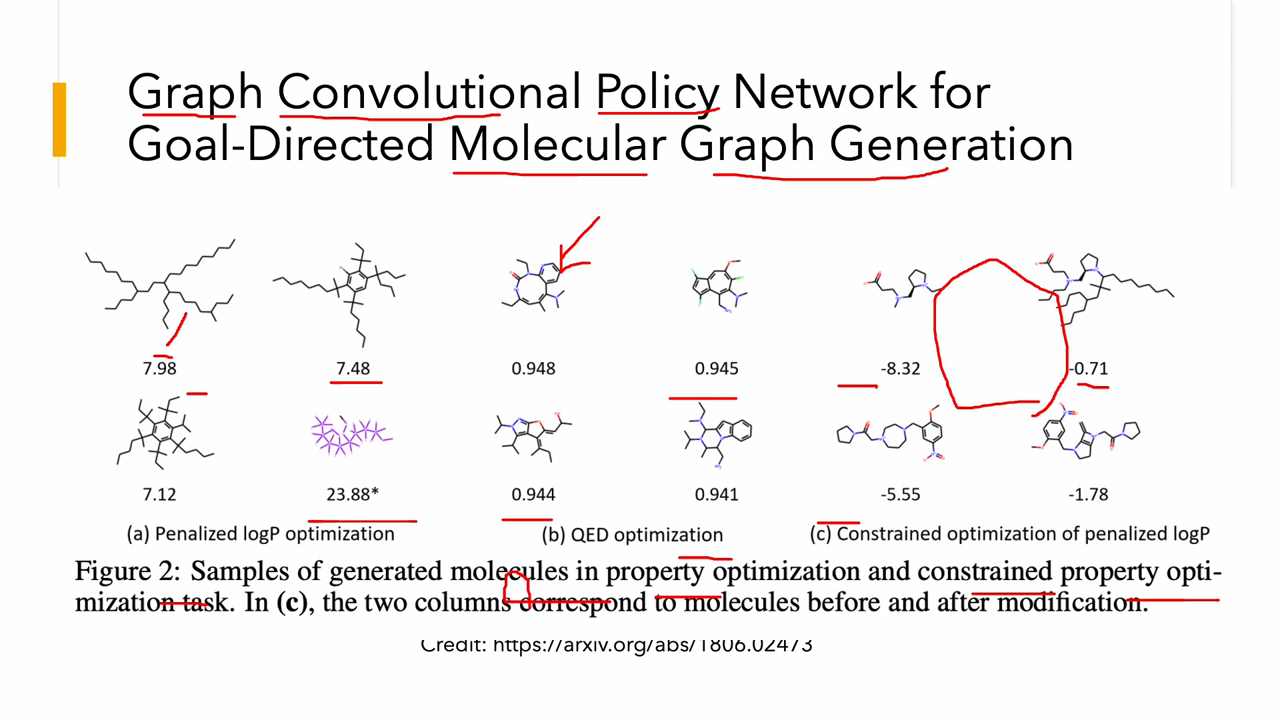 Graph Convolutional Policy Network for
Goal-Directed Molecular Graph Generation
7.98 7.48 0.948 0.945 -8.32 -0.71
7.12 23.88* 0.944 0.941 -5.55 -1.78
(a) Penalized logP optimization (b) QED optimization (c) Constrained optimization of penalized logP
Figure 2: Samples of generated molecules in property optimization and constrained property opti-
mization task. In (c), the two columns correspond to molecules before and after modification.
Credit: https://arxiv.org/abs/1806.02473